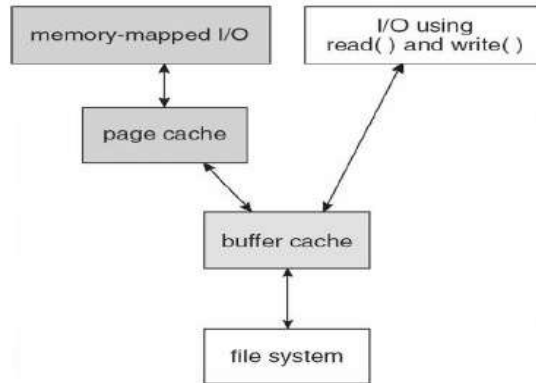 memory-mapped I/O
I/O using
read( ) and write( )
page cache
buffer cache
file system